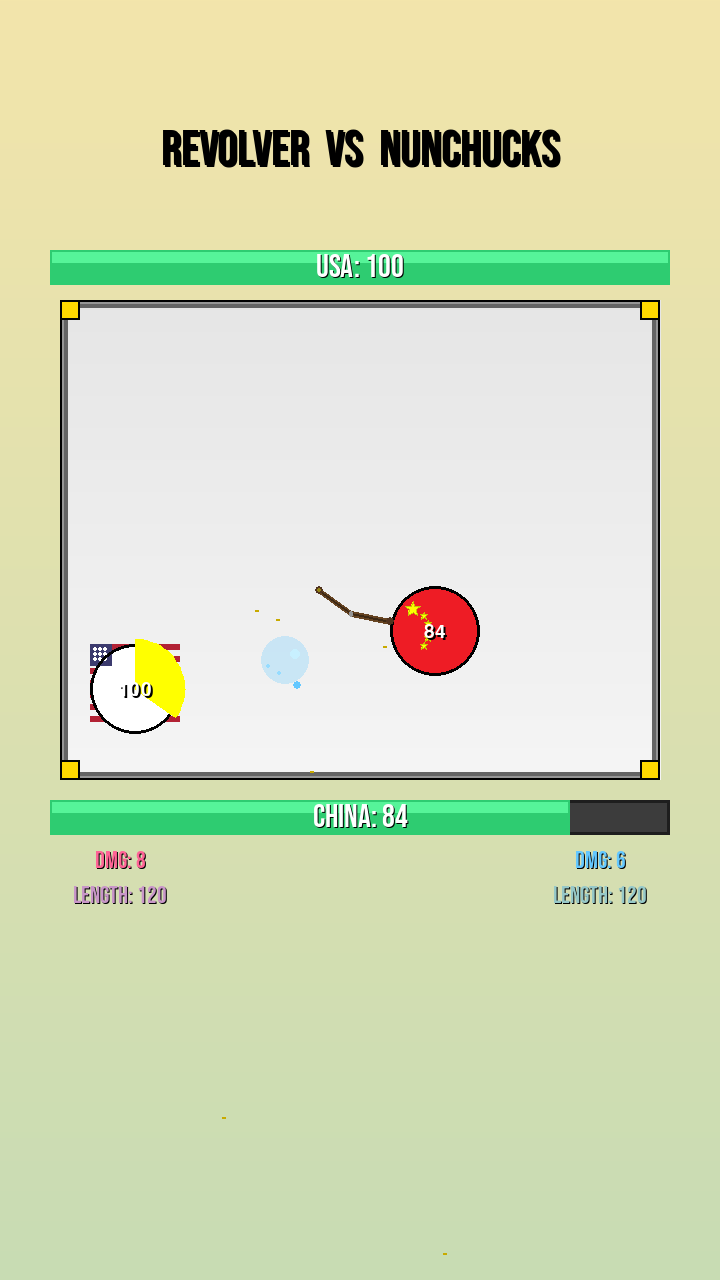 REVOLVER VS NUNCHUCKS
USA: 100
84
100
CHINA: 84
DMG: 8
DMG: 6
LENGTH: 120
LENGTH: 120